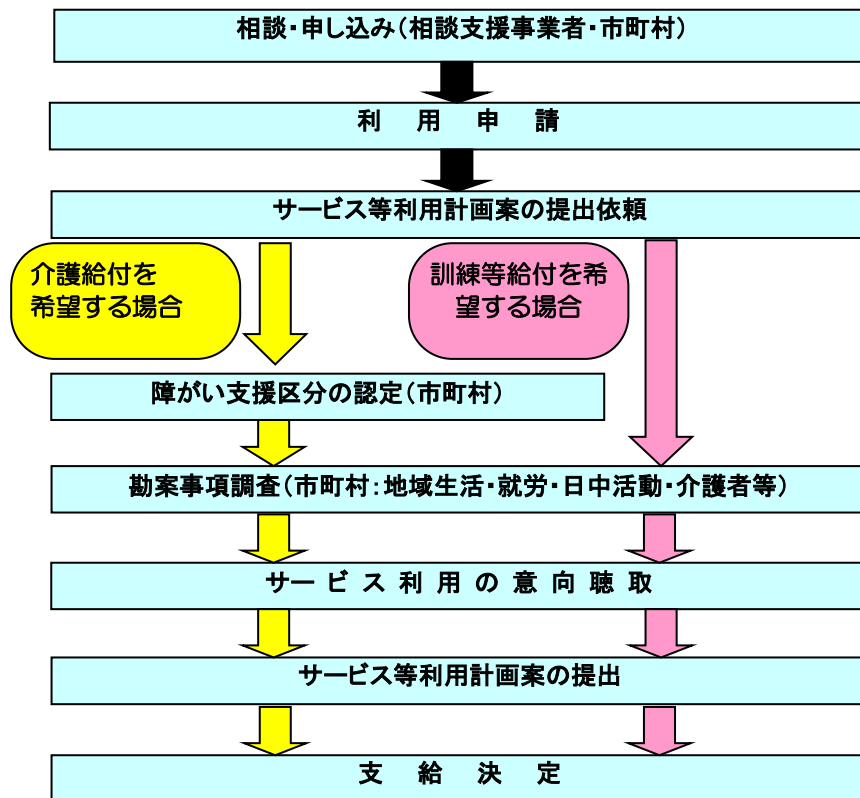 相談・申し込み（相談支援事業者・市町村）
利用申請
サービス等利用計画案の提出依頼
介護給付を
希望する場合
訓練等給付を希
望する場合
障がい支援区分の認定（市町村）
勘案事項調査（市町村：地域生活・就労・日中活動・介護者等）
サービス利用の意向聴取
サービス等利用計画案の提出
支給決定